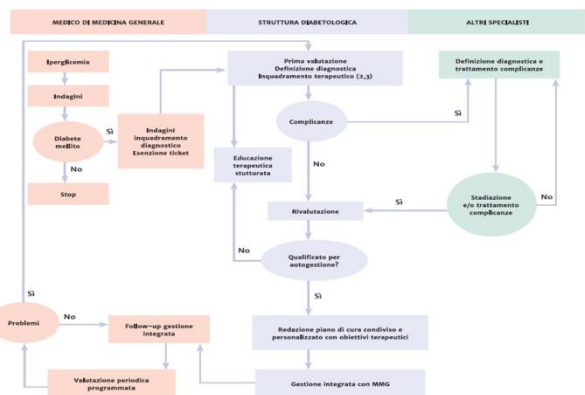 MEDICO DI MEDICINA GENERALE
STRUTTURA DIABETOLOGICA
ALTRI SPECIALISTI
Iperglicemia
Indagini
Diabete
mellito
Sì
No
Stop
Indagini
inquadramento
diagnostico
Esenzione ticket
Prima valutazione
Definizione diagnostica
Inquadramento terapeutico (2,3)
Complicanze
Sì
No
Educazione
terapeutica
stutturata
Rivalutazione
Qualificato per
autogestione?
No
Sì
Redazione piano di cura condiviso e
personalizzato con obiettivi terapeutici
Gestione integrata con MMG
Definizione diagnostica e
trattamento complicanze
Stadiazione
e/o trattamento
complicanze
Sì
No
Sì
Problemi
No
Follow-up gestione
integrata
Valutazione periodica
programmata